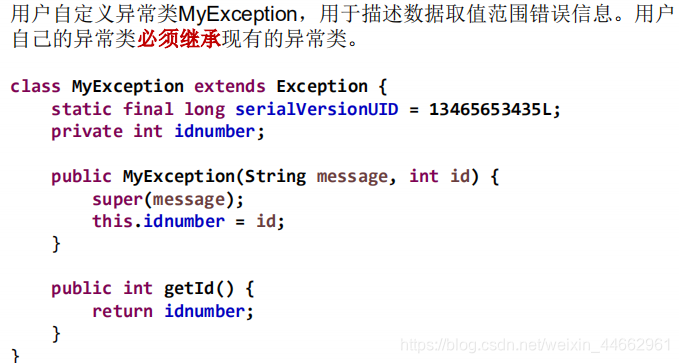 用户自定义异常类MyException，用于描述数据取值范围错误信息。用户
自己的异常类必须继承现有的异常类。
class MyException extends Exception {
    static final long serialVersionUID = 13465653435L;
    private int idnumber;
    public MyException(String message, int id) {
        super(message);
        this.idnumber = id;
    }
    public int getId() {
        return idnumber;
    }
}
https://blog.csdn.net/weixin_44662961